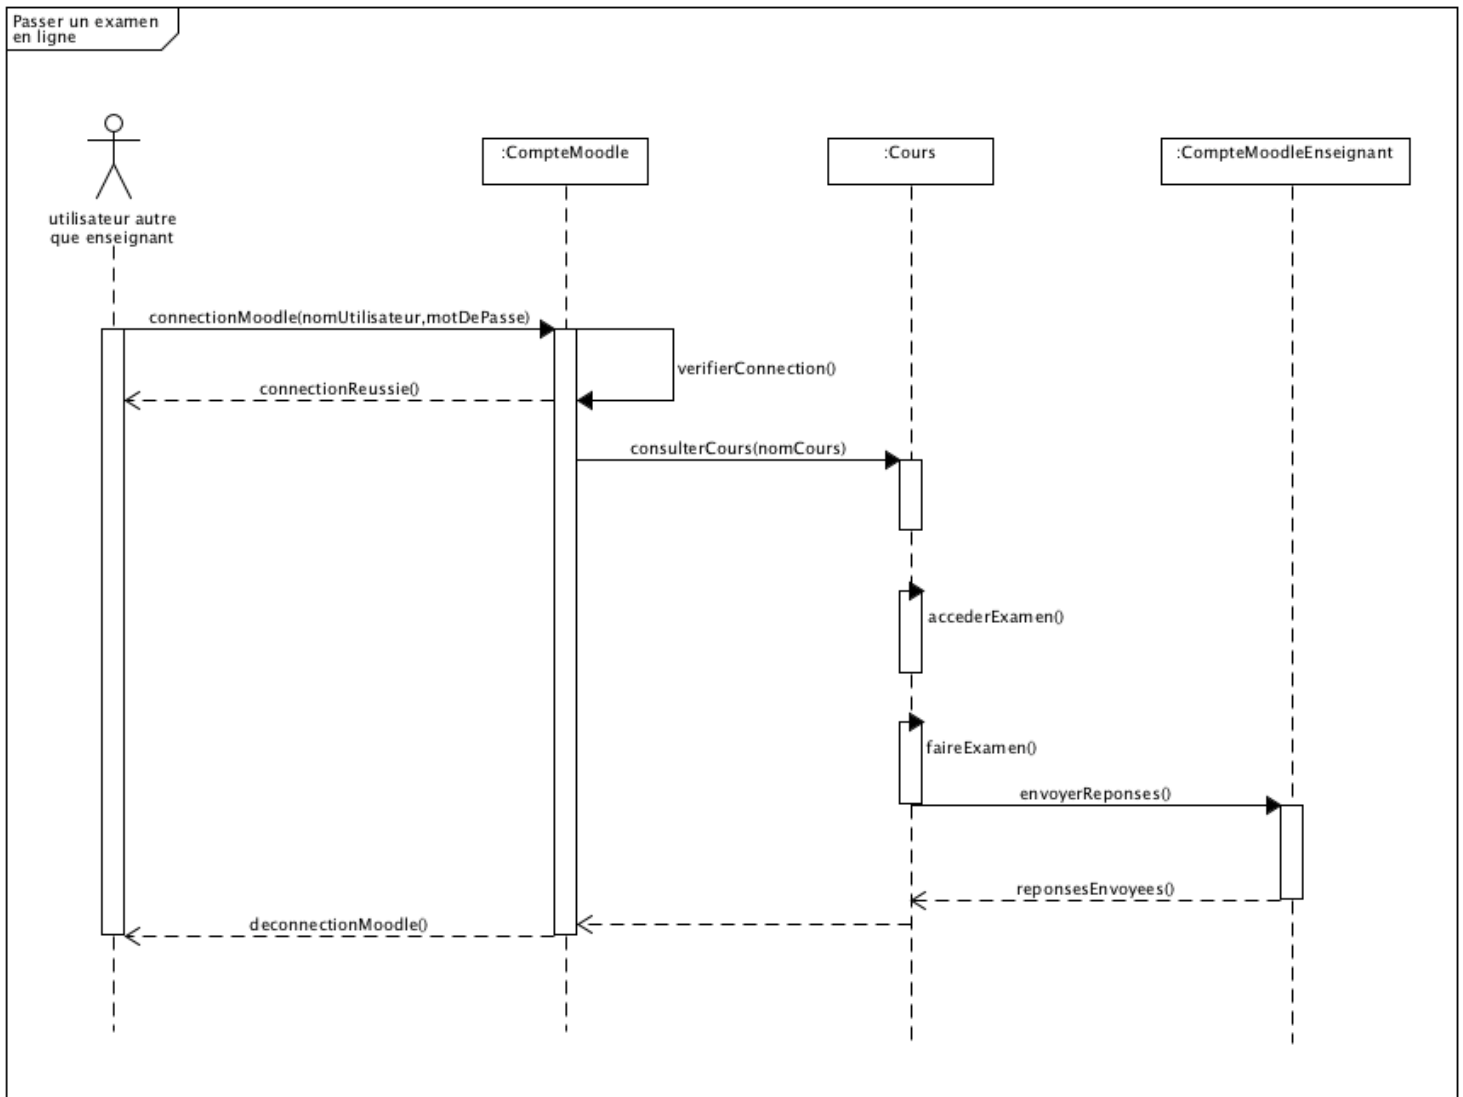 Passer un examen
en ligne
:CompteMoodle
:Cours
:CompteMoodleEnseignant
utilisateur autre
que enseignant
connectionMoodle(nomUtilisateur,motDePasse)
verifierConnection()
connectionReussie()
consulterCours(nomCours)
accederExamen()
faireExamen()
envoyerReponses()
reponsesEnvoyees()
deconnectionMoodle()